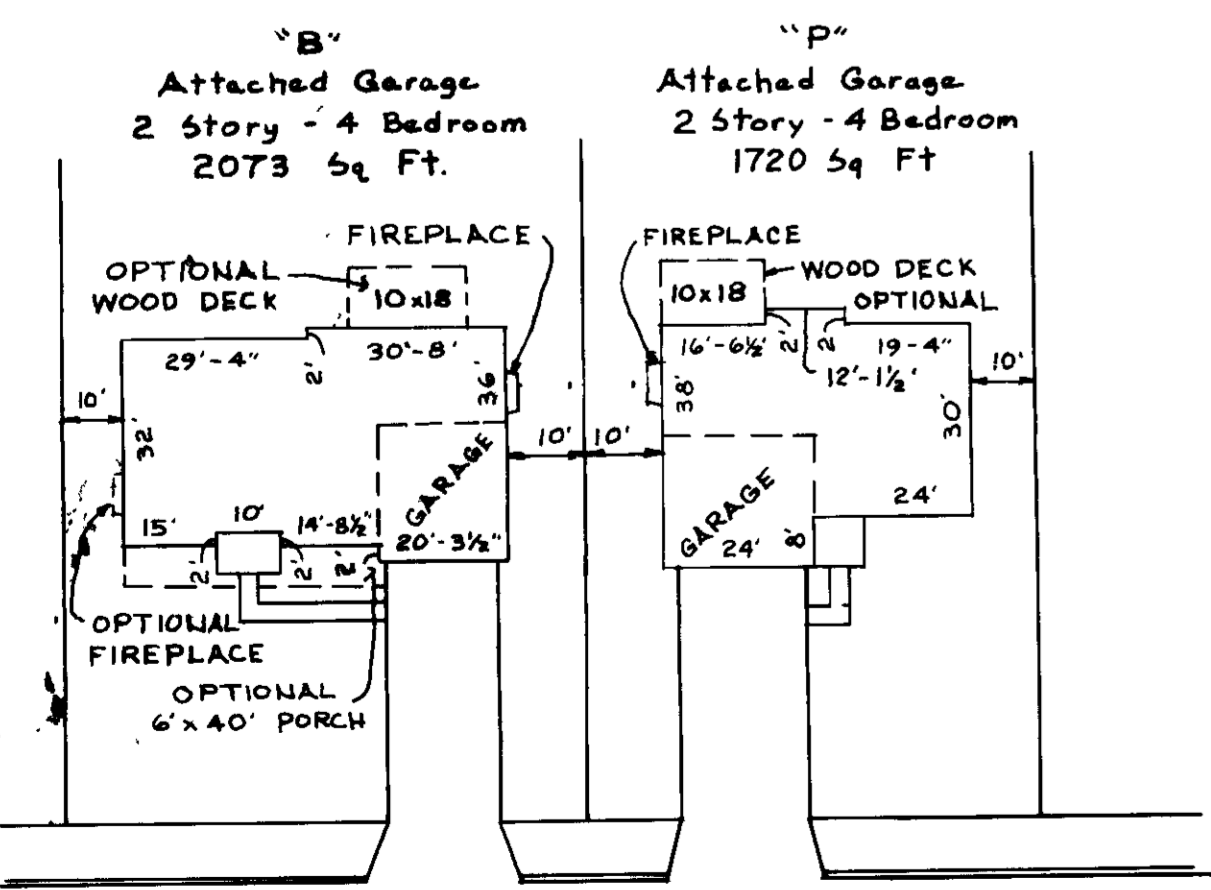 "B"
Attached Garage
2 Story - 4 Bedroom
2073 Sq Ft.
FIREPLACE
OPTIONAL
WOOD DECK
10x18
29'-4"
2'
30'-8'
36'
10'
32'
GARAGE
10'
15'
10'
14'-8½"
20'-3½"
2'
2'
2'
OPTIONAL
FIREPLACE
OPTIONAL
6'x40' PORCH
"P"
Attached Garage
2 Story - 4 Bedroom
1720 Sq Ft
FIREPLACE
WOOD DECK
OPTIONAL
10x18
16'-6½'
2'
2'
19-4"
12'-1½"
10'
38'
30'
10'
GARAGE
24'
8'
24'